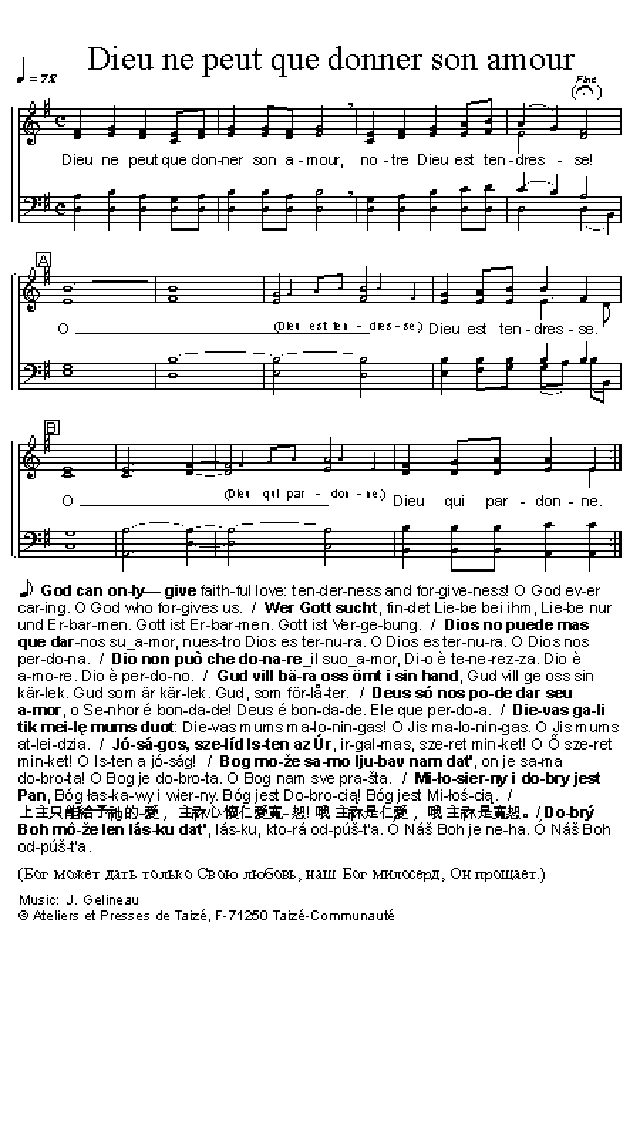 Dieu ne peut que donner son amour
♩ = 78
Fine
Dieu ne peut que don-ner son a-mour, no-tre Dieu est ten-dres - se!
A
O (Dieu est ten - dres-se.) Dieu est ten-dres-se.
B
O (Dieu qui par - don-ne.) Dieu qui par - don-ne.
God can on-ly— give faith-ful love: ten-der-ness and for-give-ness! O God ev-er
car-ing. O God who for-gives us. / Wer Gott sucht, fin-det Lie-be bei ihm, Lie-be nur
und Er-bar-men. Gott ist Er-bar-men. Gott ist Ver-ge-bung. / Dios no puede mas
que dar-nos su_a-mor, nues-tro Dios es ter-nu-ra. O Dios es ter-nu-ra. O Dios nos
per-do-na. / Dio non può che do-na-re_il suo_a-mor, Di-o è te-ne-rez-za. Dio è
a-mo-re. Dio è per-do-no. / Gud vill bä-ra oss ömt i sin hand, Gud vill ge oss sin
kär-lek. Gud som är kär-lek. Gud, som för-lå-ter. / Deus só nos po-de dar seu
a-mor, o Se-nhor é bon-da-de! Deus é bon-da-de. Ele que per-do-a. / Die-vas ga-li
tik mei-lę mums duot: Die-vas mums ma-lo-nin-gas! O Jis ma-lo-nin-gas. O Jis mums
at-lei-dzia. / Jó-sá-gos, sze-líd Is-ten az Úr, ir-gal-mas, sze-ret min-ket! O Ő sze-ret
min-ket! O Is-ten a jó-ság! / Bog mo-že sa-mo lju-bav nam dat', on je sa-ma
do-bro-ta! O Bog je do-bro-ta. O Bog nam sve pra-šta. / Mi-ło-sier-ny i do-bry jest
Pan, Bóg łas-ka-wy i wier-ny. Bóg jest Do-bro-cią! Bóg jest Mi-łoś-cią. /
上主只能給予祂的-愛， 主祢心懷仁愛寬-恕! 哦 主祢是仁愛， 哦 主祢是寬恕。/ Do-brý
Boh mô-že len lás-ku dať, lás-ku, kto-rá od-púš-ťa. O Náš Boh je ne-ha. O Náš Boh
od-púš-ťa.
(Бог может дать только Свою любовь, наш Бог милосерд, Он прощает.)
Music: J. Gelineau
© Ateliers et Presses de Taizé, F-71250 Taizé-Communauté